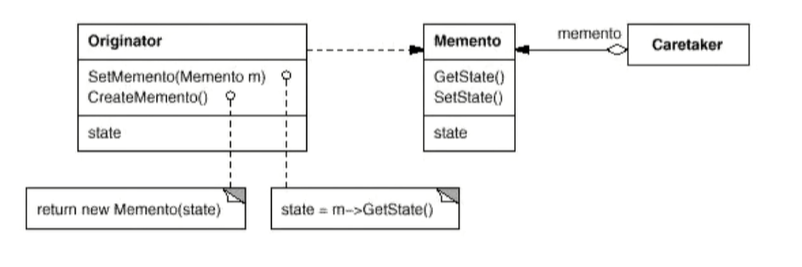 Originator
SetMemento(Memento m)
CreateMemento()
state
Memento
GetState()
SetState()
state
memento
Caretaker
return new Memento(state)
state = m->GetState()